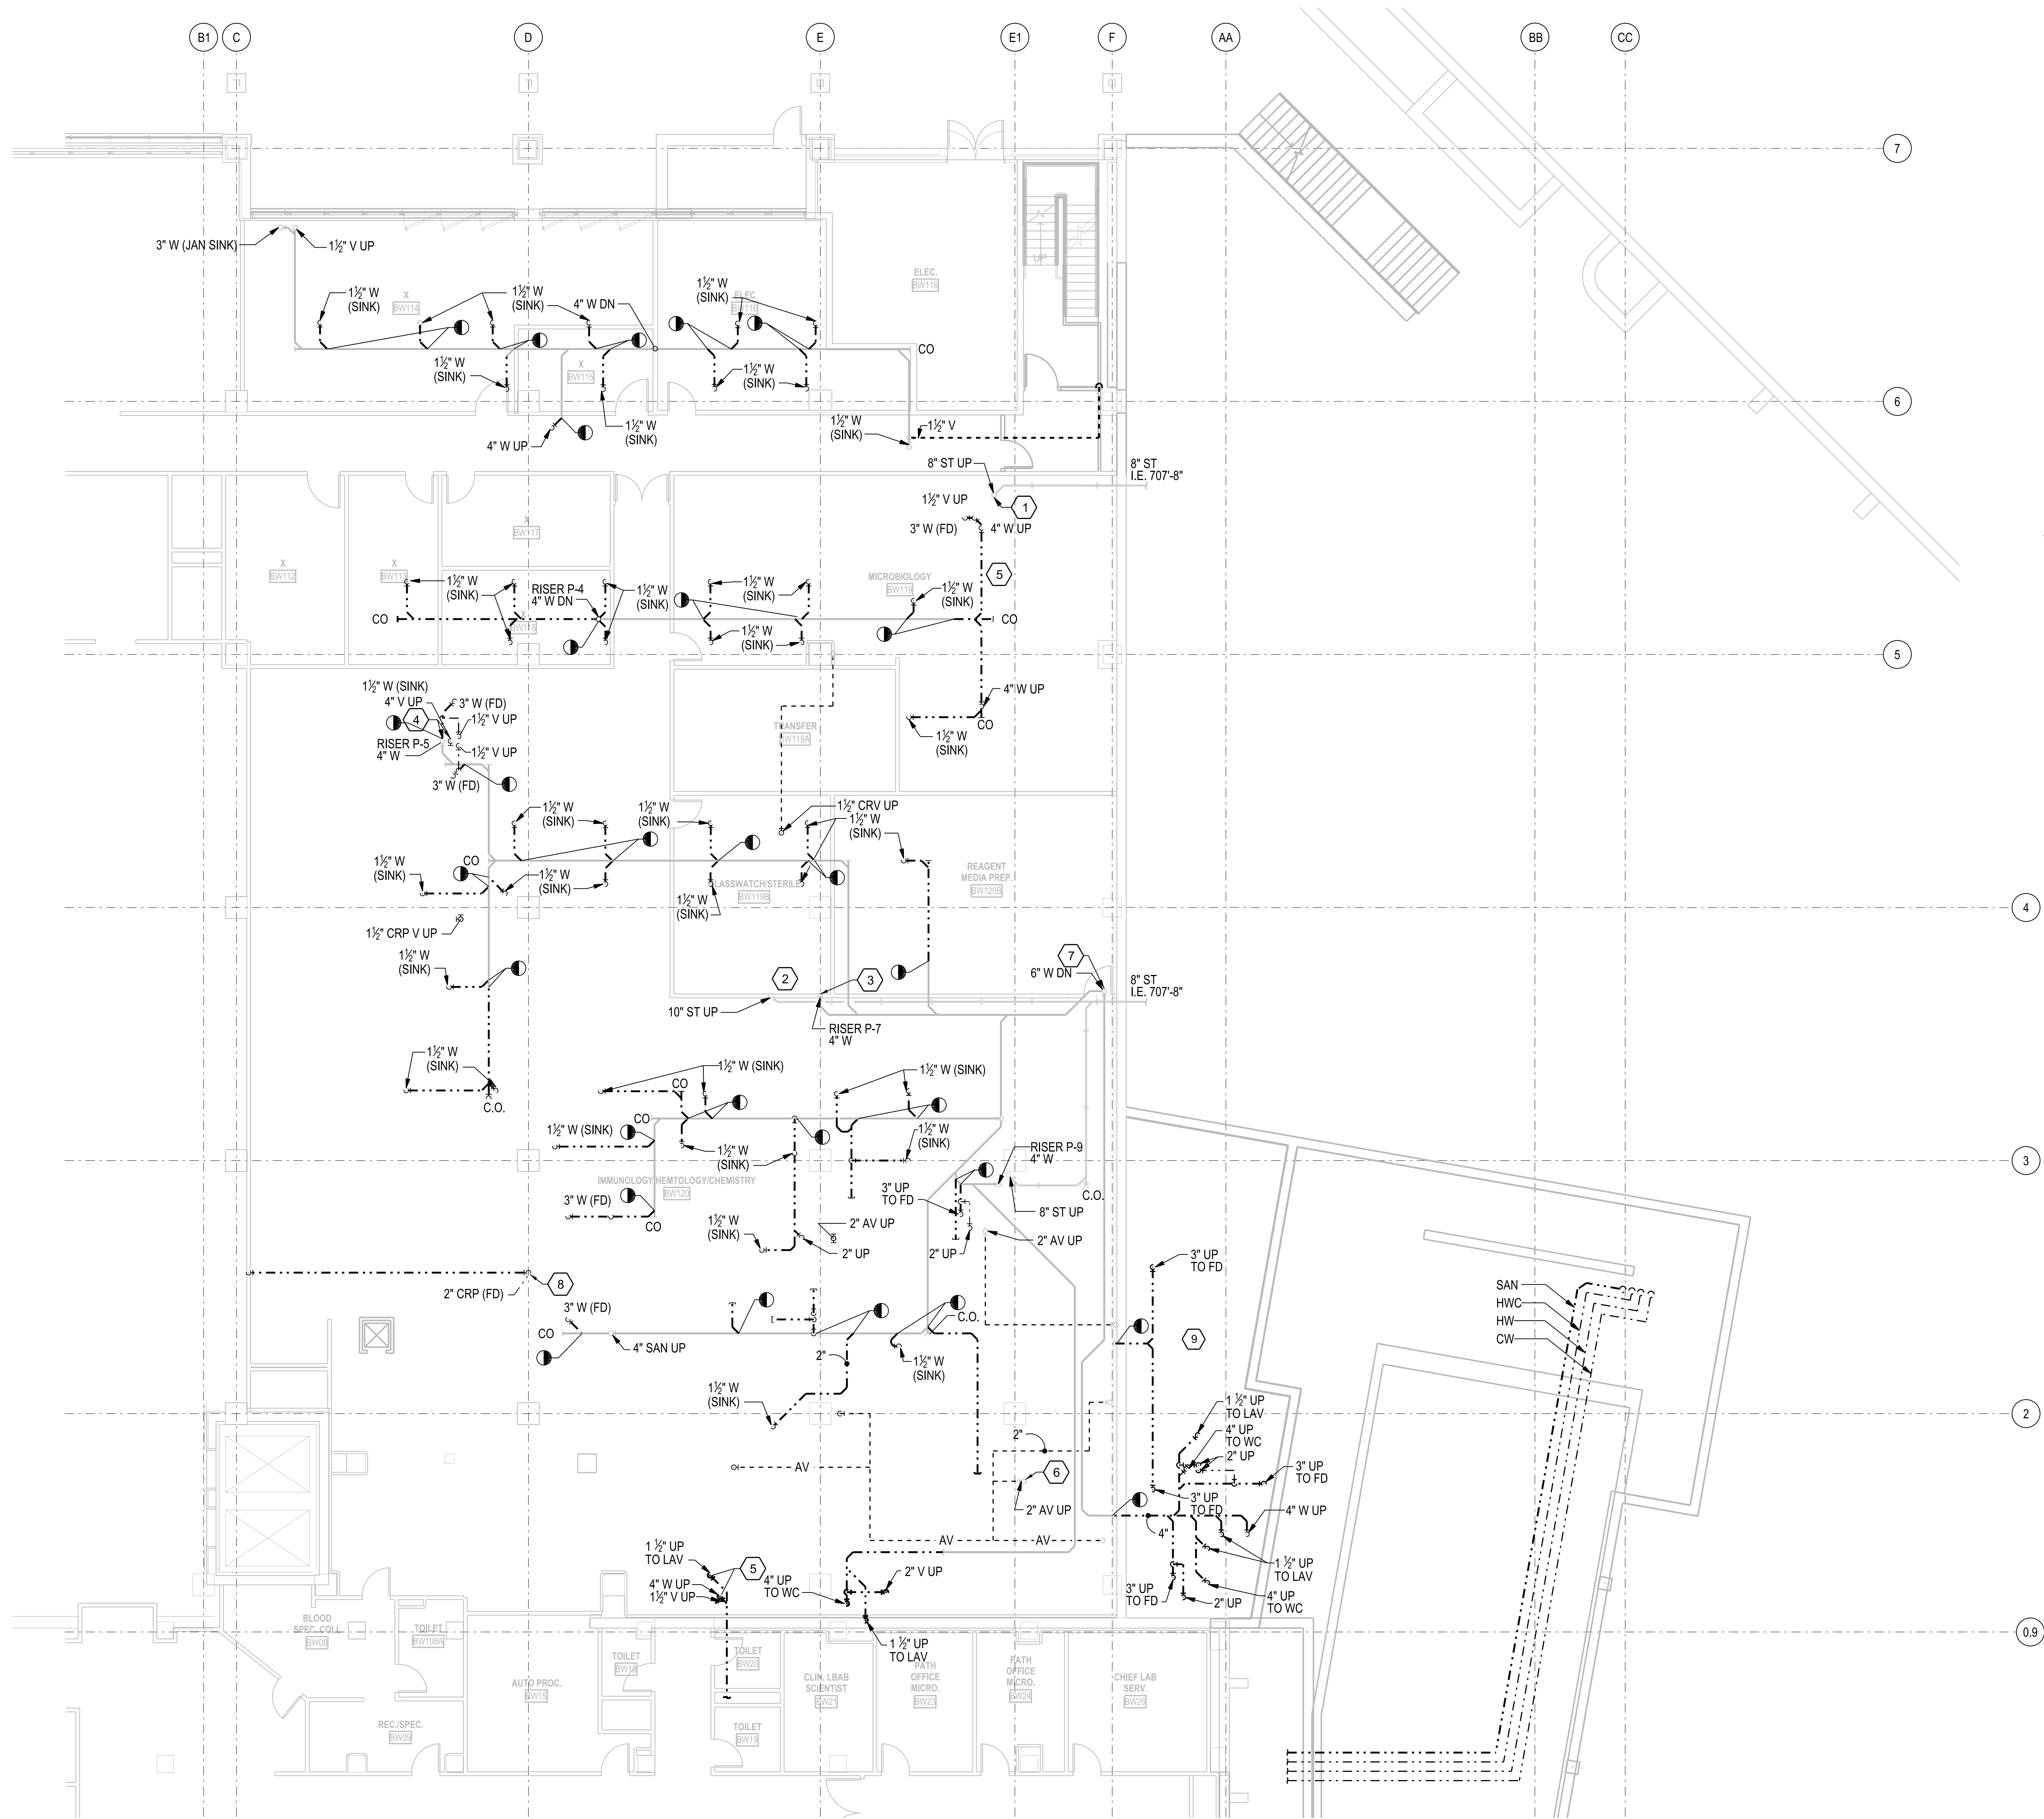 B1
C
D
E
E1
F
AA
BB
CC
7
UP
3" W (JAN SINK)
1½" V UP
1½" W
(SINK)
X
BW114
1½" W
(SINK)
4" W DN
1½" W
(SINK)
ELEC
BW116
ELEC.
BW116
CO
1½" W
(SINK)
X
BW115
1½" W
(SINK)
6
4" W UP
1½" W
(SINK)
1½" W
(SINK)
1½" V
8" ST UP
8" ST
I.E. 707'-8"
1½" V UP
1
3" W (FD)
4" W UP
X
BW117
X
BW112
X
BW113
1½" W
(SINK)
RISER P-4
4" W DN
1½" W
(SINK)
1½" W
(SINK)
MICROBIOLOGY
BW119
1½" W
(SINK)
5
CO
X
BW118
1½" W
(SINK)
CO
5
1½" W (SINK)
4" V UP
3" W (FD)
4
1½" V UP
RISER P-5
4" W
1½" V UP
3" W (FD)
4" W UP
CO
1½" W
(SINK)
TRANSFER
BW119A
1½" W
(SINK)
1½" W
(SINK)
1½" CRV UP
1½" W
(SINK)
1½" W
(SINK)
CO
1½" W
(SINK)
GLASSWATCH/STERILE
BW119B
1½" W
(SINK)
REAGENT
MEDIA PREP.
BW120B
4
1½" CRP V UP
1½" W
(SINK)
2
3
7
6" W DN
8" ST
I.E. 707'-8"
10" ST UP
RISER P-7
4" W
1½" W
(SINK)
C.O.
1½" W (SINK)
CO
1½" W (SINK)
CO
1½" W (SINK)
1½" W
(SINK)
1½" W
(SINK)
RISER P-9
4" W
3
IMMUNOLOGY/HEMTOLOGY/CHEMISTRY
BW120
3" W (FD)
CO
3" UP
TO FD
C.O.
8" ST UP
1½" W
(SINK)
2" AV UP
2" UP
2" UP
2" AV UP
3" UP
TO FD
8
2" CRP (FD)
SAN
HWC
HW
CW
3" W (FD)
CO
4" SAN UP
C.O.
9
2"
1½" W
(SINK)
1½" W
(SINK)
1 ½" UP
TO LAV
2
4" UP
TO WC
2" UP
2"
AV
6
3" UP
TO FD
2" AV UP
3" UP
TO FD
4" W UP
4"
AV
AV
1 ½" UP
TO LAV
5
4" W UP
1½" V UP
4" UP
TO WC
2" V UP
1 ½" UP
TO LAV
3" UP
TO FD
2" UP
4" UP
TO WC
0.9
BLOOD
SPEC. COLL.
BW08
TOILET
BW108A
1 ½" UP
TO LAV
TOILET
BW18
TOILET
BW20
AUTO PROC.
BW15
CLIN. LBAB
SCIENTIST
BW21
PATH
OFFICE
MICRO.
BW23
PATH
OFFICE
MICRO.
BW24
CHIEF LAB
SERV.
BW26
REC./SPEC.
BW09
TOILET
BW19